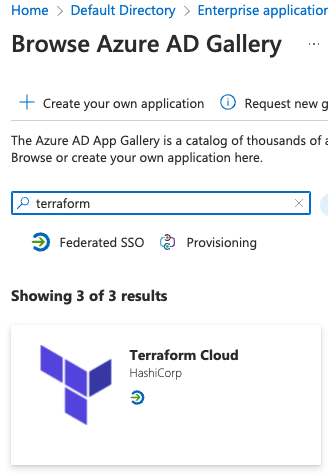 Home > Default Directory > Enterprise application
Browse Azure AD Gallery ...
+ Create your own application Request new g
The Azure AD App Gallery is a catalog of thousands of a
Browse or create your own application here.
terraform
Federated SSO Provisioning
Showing 3 of 3 results
Terraform Cloud
HashiCorp